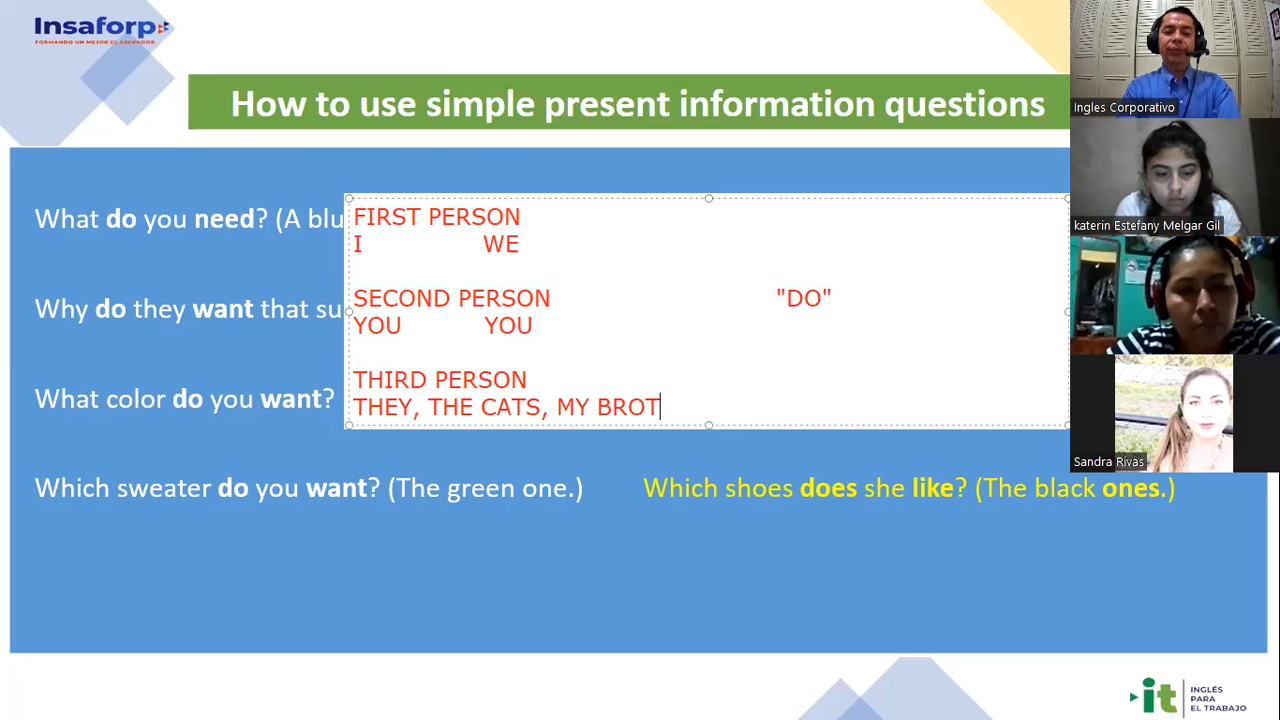 Insaforp
FORMANDO UN MEJOR EL SALVADOR
How to use simple present information questions
What do you need? (A blu
Why do they want that su
What color do you want?
FIRST PERSON
I WE
SECOND PERSON "DO"
YOU YOU
THIRD PERSON
THEY, THE CATS, MY BROT
Which sweater do you want? (The green one.) Which shoes does she like? (The black ones.)
Ingles Corporativo
katerin Estefany Melgar Gil
Sandra Rivas
it
INGLÉS
PARA
EL TRABAJO